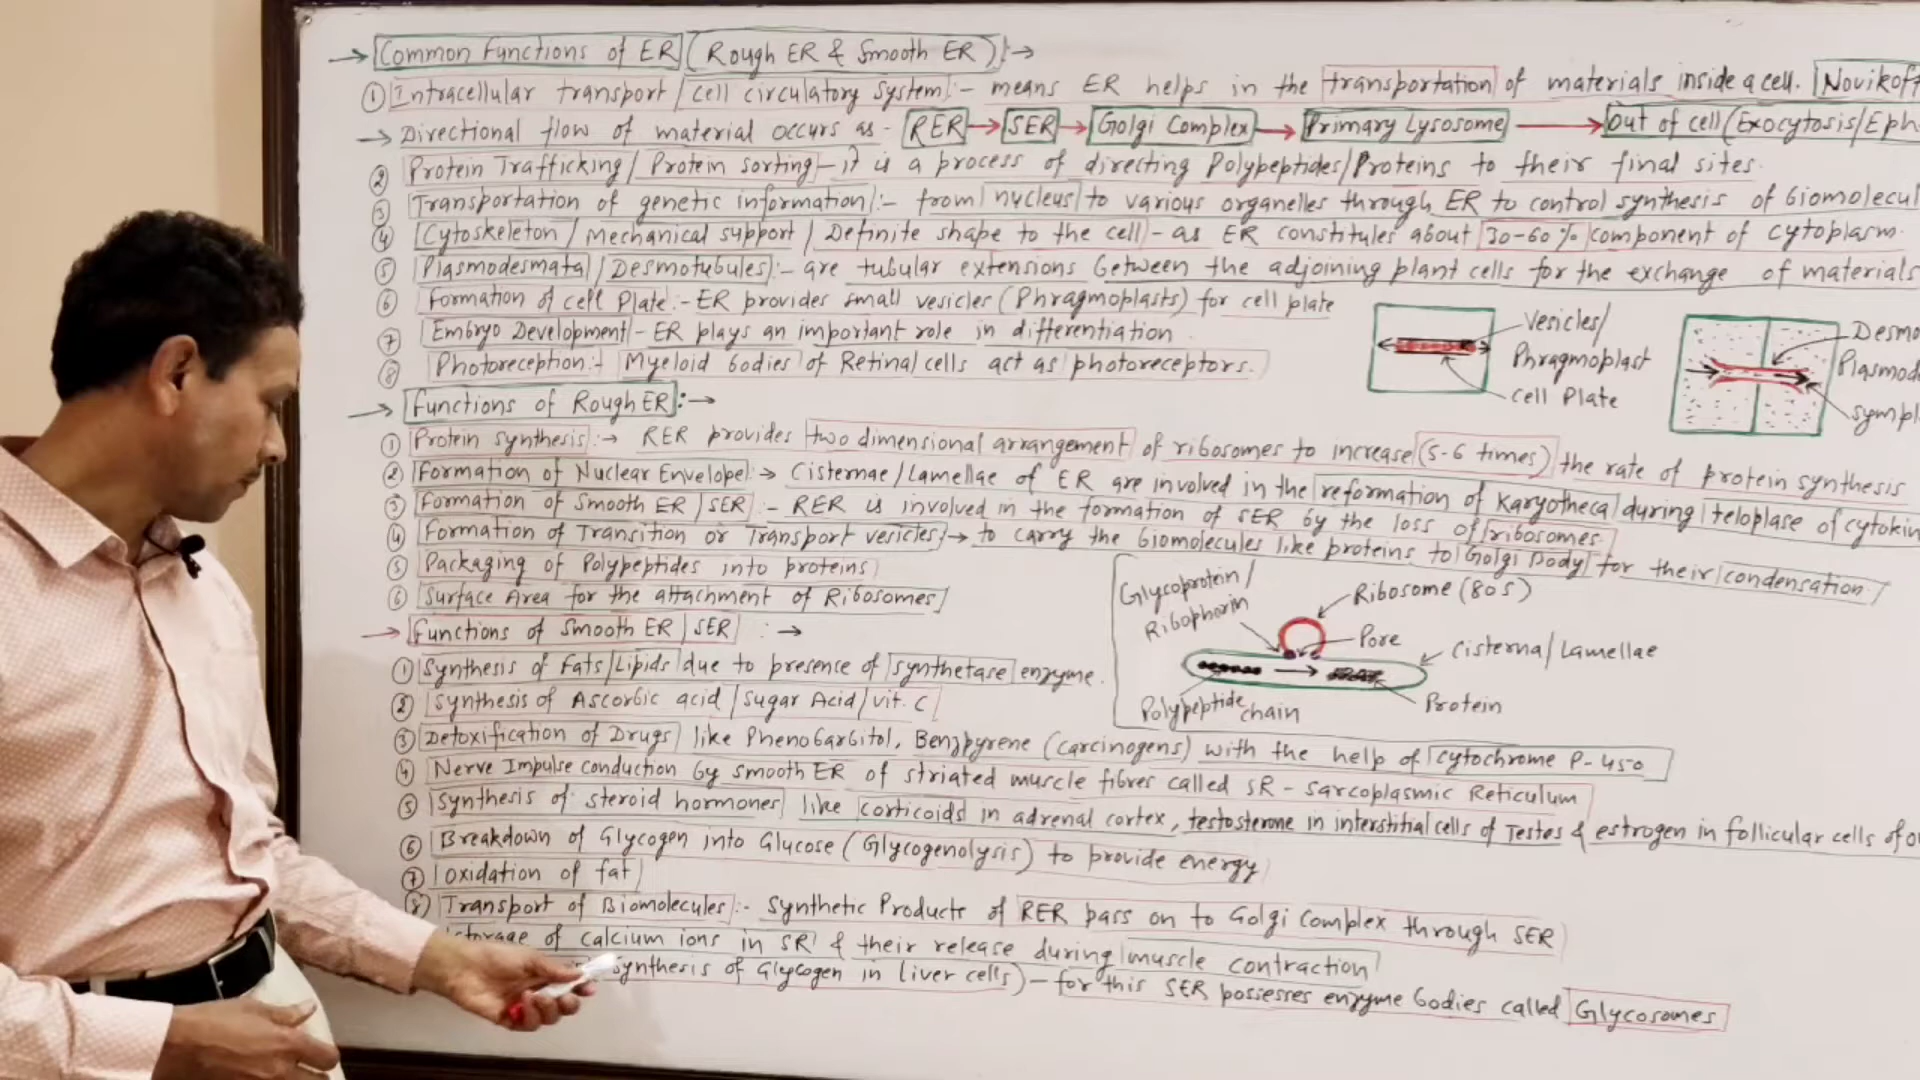 → Common Functions of ER (Rough ER & Smooth ER) :→
① Intracellular transport / cell circulatory system :- means ER helps in the transportation of materials inside a cell. Novikoff
→ Directional flow of material occurs as - RER → SER → Golgi Complex → Primary Lysosome → Out of cell (Exocytosis/Eph
② Protein Trafficking / Protein sorting - it is a process of directing Polypeptides/Proteins to their final sites.
③ Transportation of genetic information :- from nucleus to various organelles through ER to control synthesis of biomolecul
④ Cytoskeleton / Mechanical support / Definite shape to the cell - as ER constitutes about 30-60% component of cytoplasm.
⑤ Plasmodesmata / Desmotubules :- are tubular extensions between the adjoining plant cells for the exchange of materials
⑥ Formation of cell Plate :- ER provides small vesicles (Phragmoplasts) for cell plate
⑦ Embryo Development - ER plays an important role in differentiation
⑧ Photoreception :- Myeloid bodies of Retinal cells act as photoreceptors.
Vesicles/
Phragmoplast
cell Plate
Desmo
Plasmod
sympl
→ Functions of Rough ER :→
① Protein synthesis :→ RER provides two dimensional arrangement of ribosomes to increase (5-6 times) the rate of protein synthesis
② Formation of Nuclear Envelope → Cisternae/Lamellae of ER are involved in the reformation of Karyotheca during teloplase of cytokin
③ Formation of Smooth ER / SER :- RER is involved in the formation of SER by the loss of ribosomes.
④ Formation of Transition or Transport vesicles → to carry the biomolecules like proteins to Golgi Body for their condensation
⑤ Packaging of Polypeptides into proteins
⑥ Surface Area for the attachment of Ribosomes
Glycoprotein/
Ribophorin
Ribosome (80s)
Pore
Cisterna/Lamellae
Polypeptide chain
Protein
→ Functions of Smooth ER / SER :→
① Synthesis of Fats/Lipids due to presence of synthetase enzyme.
② Synthesis of Ascorbic acid / Sugar Acid / vit. C
③ Detoxification of Drugs like Phenobarbitol, Benzpyrene (carcinogens) with the help of cytochrome P-450
④ Nerve Impulse conduction by smooth ER of striated muscle fibres called SR - sarcoplasmic Reticulum
⑤ Synthesis of steroid hormones like corticoids in adrenal cortex, testosterone in interstitial cells of Testes & estrogen in follicular cells of o
⑥ Breakdown of Glycogen into Glucose (Glycogenolysis) to provide energy
⑦ Oxidation of fat
⑧ Transport of Biomolecules :- Synthetic Products of RER pass on to Golgi Complex through SER
storage of calcium ions in SR & their release during muscle contraction
synthesis of Glycogen in liver cells) - for this SER possesses enzyme bodies called Glycosomes